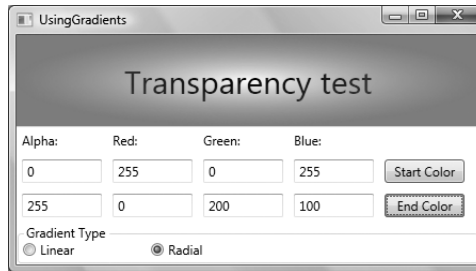 UsingGradients
Transparency test
Alpha: Red: Green: Blue:
0 255 0 255 Start Color
255 0 200 100 End Color
Gradient Type
Linear Radial